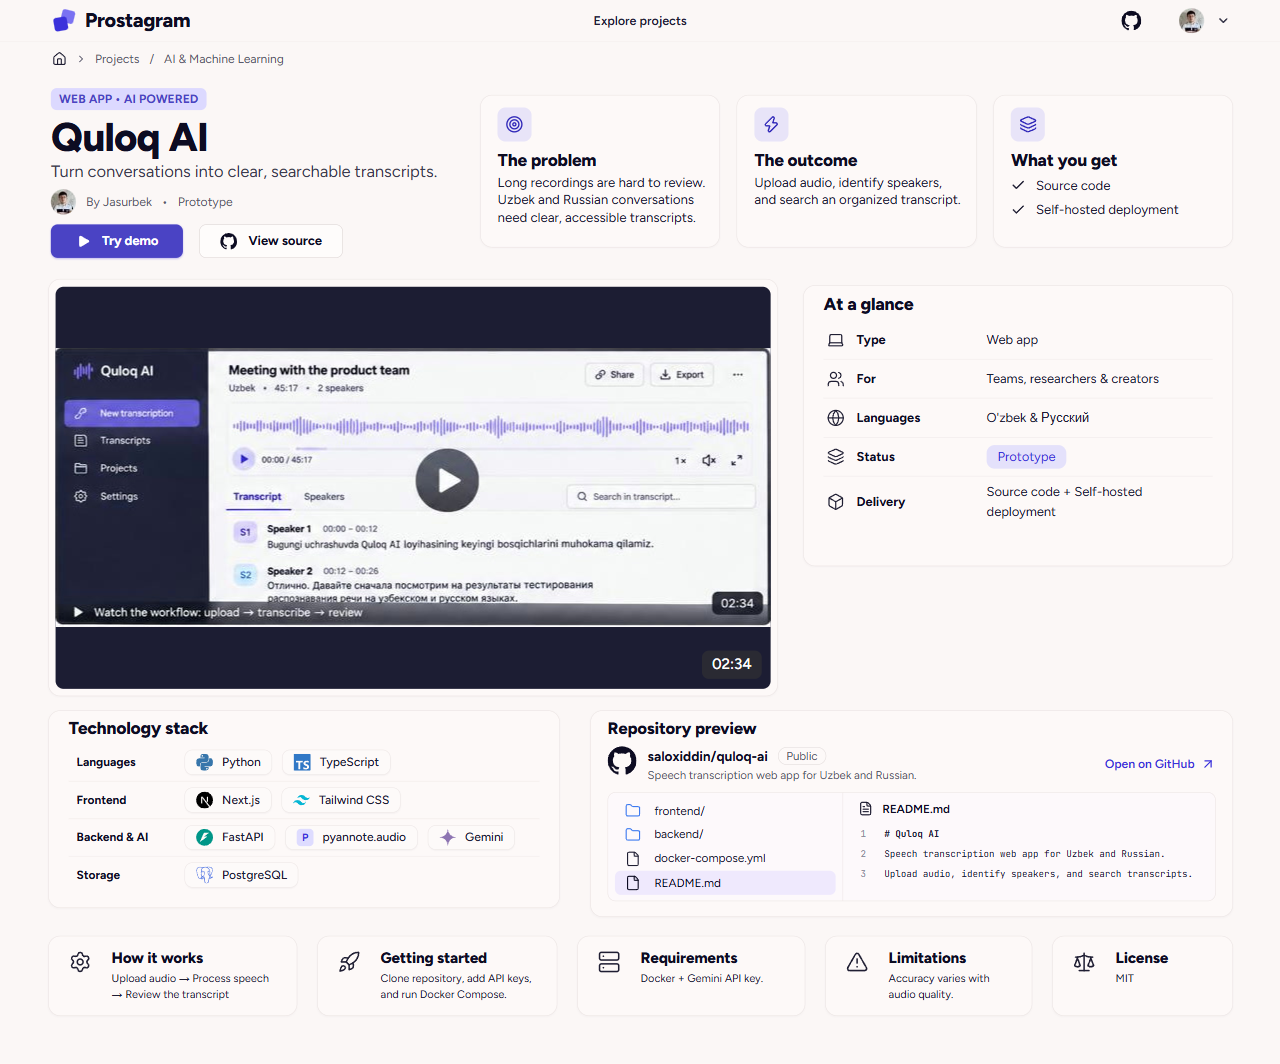 Prostagram
Explore projects
Projects / AI & Machine Learning
WEB APP • AI POWERED
Quloq AI
Turn conversations into clear, searchable transcripts.
By Jasurbek • Prototype
Try demo
View source
The problem
Long recordings are hard to review.
Uzbek and Russian conversations
need clear, accessible transcripts.
The outcome
Upload audio, identify speakers,
and search an organized transcript.
What you get
Source code
Self-hosted deployment
Quloq AI
New transcription
Transcripts
Projects
Settings
Meeting with the product team
Uzbek • 45:17 • 2 speakers
Share
Export
00:00 / 45:17
1×
Transcript
Speakers
Search in transcript...
S1
Speaker 1 00:00 – 00:12
Bugungi uchrashuvda Quloq AI loyihasining keyingi bosqichlarini muhokama qilamiz.
S2
Speaker 2 00:12 – 00:26
Отлично. Давайте сначала посмотрим на результаты тестирования
распознавания речи на узбекском и русском языках.
Watch the workflow: upload → transcribe → review
02:34
02:34
At a glance
Type Web app
For Teams, researchers & creators
Languages O'zbek & Русский
Status Prototype
Delivery Source code + Self-hosted
deployment
Technology stack
Languages Python TS TypeScript
Frontend N Next.js Tailwind CSS
Backend & AI FastAPI P pyannote.audio Gemini
Storage PostgreSQL
Repository preview
saloxiddin/quloq-ai Public
Speech transcription web app for Uzbek and Russian.
Open on GitHub
frontend/
backend/
docker-compose.yml
README.md
README.md
1 # Quloq AI
2 Speech transcription web app for Uzbek and Russian.
3 Upload audio, identify speakers, and search transcripts.
How it works
Upload audio → Process speech
→ Review the transcript
Getting started
Clone repository, add API keys,
and run Docker Compose.
Requirements
Docker + Gemini API key.
Limitations
Accuracy varies with
audio quality.
License
MIT